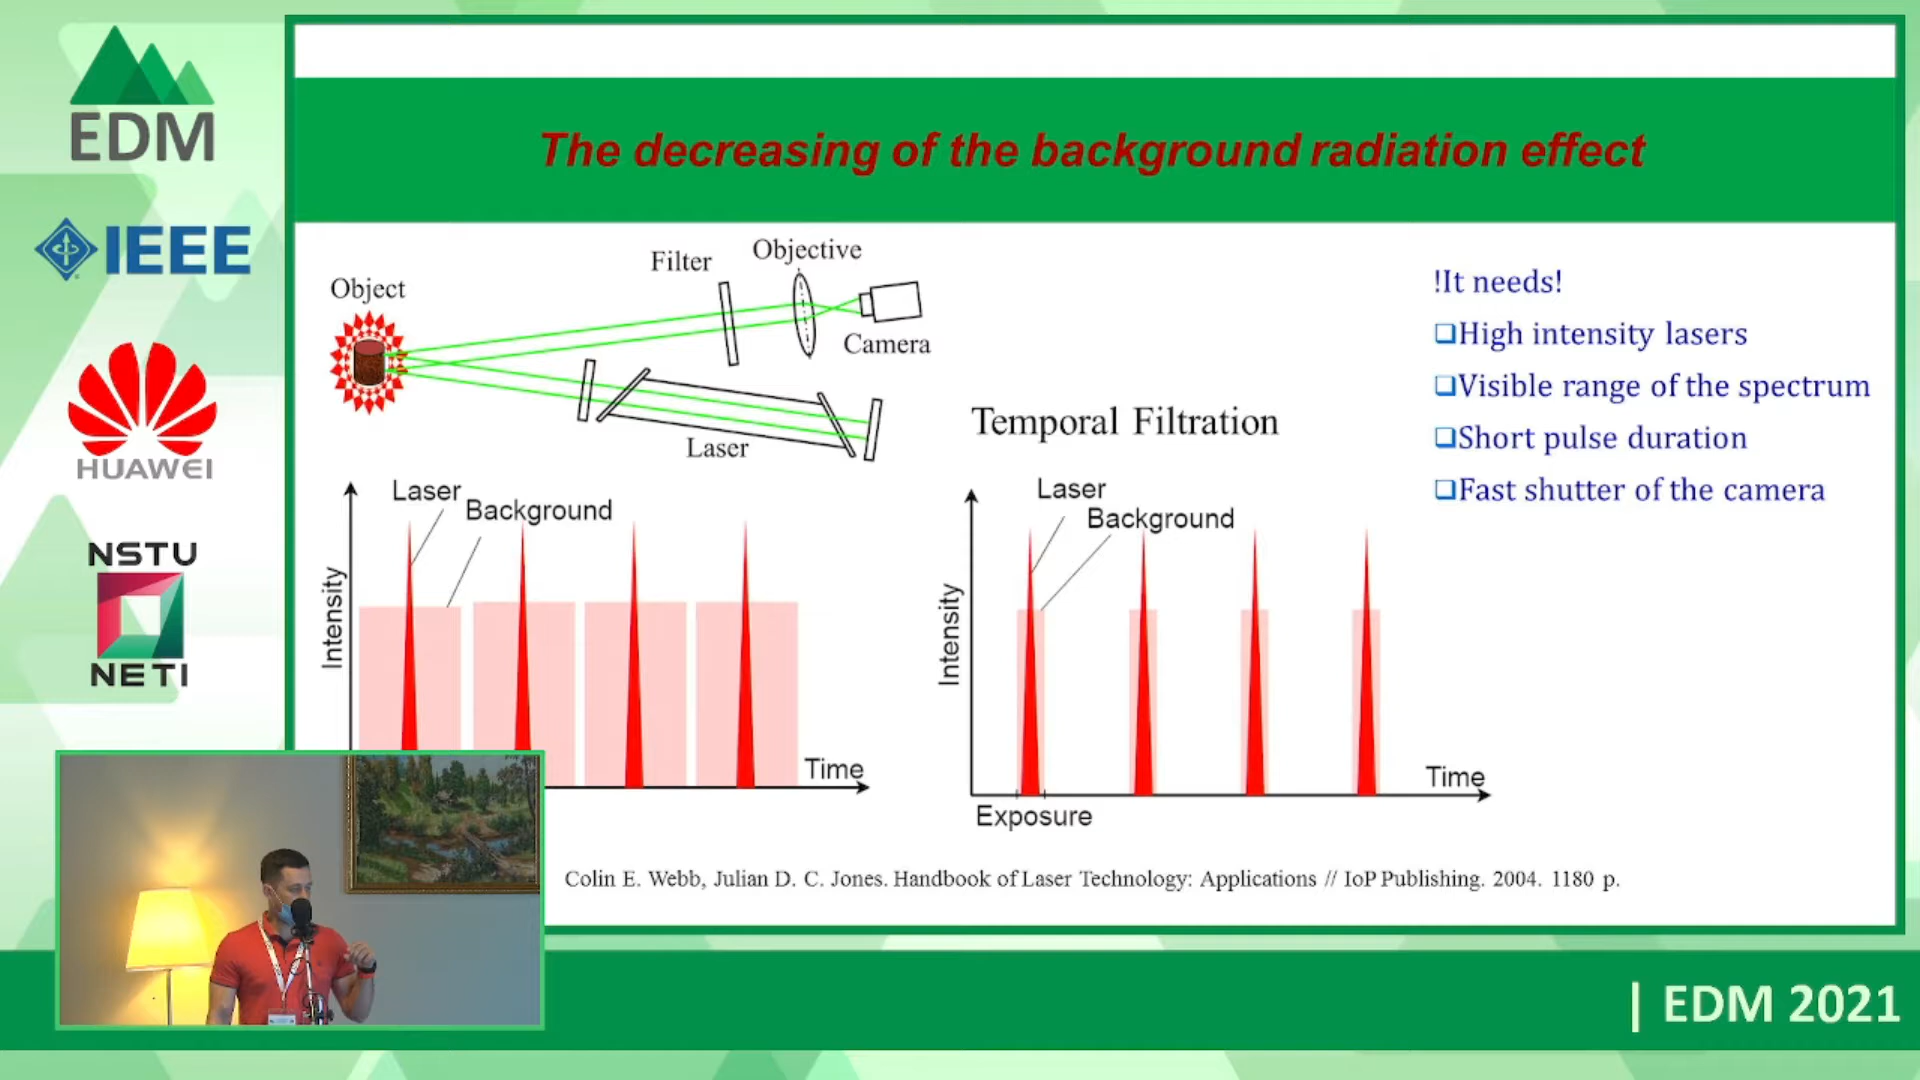 EDM
IEEE
HUAWEI
NSTU
NETI
The decreasing of the background radiation effect
Object
Filter
Objective
Camera
Laser
!It needs!
❑High intensity lasers
❑Visible range of the spectrum
❑Short pulse duration
❑Fast shutter of the camera
Temporal Filtration
Laser
Background
Intensity
Time
Laser
Background
Intensity
Time
Exposure
Colin E. Webb, Julian D. C. Jones. Handbook of Laser Technology: Applications // IoP Publishing. 2004. 1180 p.
| EDM 2021